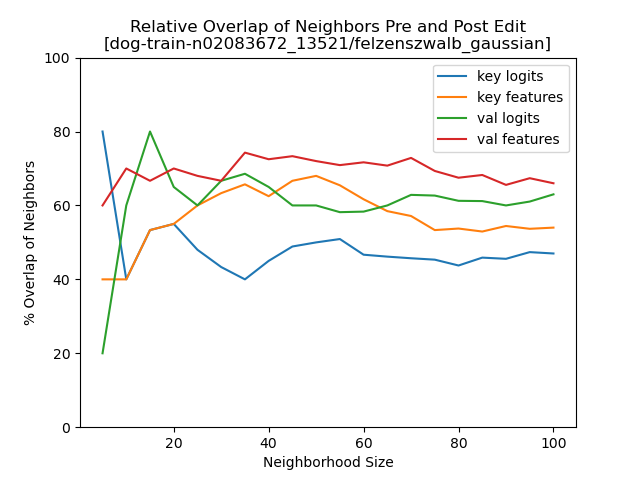 Relative Overlap of Neighbors Pre and Post Edit
[dog-train-n02083672_13521/felzenszwalb_gaussian]
key logits
key features
val logits
val features
% Overlap of Neighbors
100
80
60
40
20
0
20 40 60 80 100
Neighborhood Size